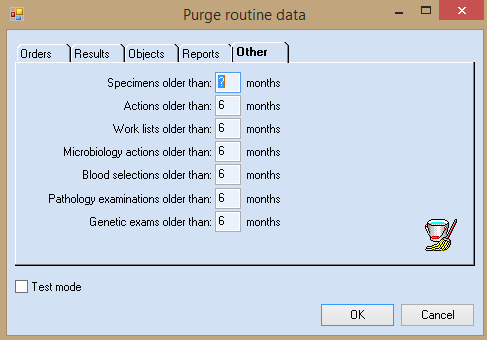 Purge routine data
Orders Results Objects Reports Other
Specimens older than: ? months
Actions older than: 6 months
Work lists older than: 6 months
Microbiology actions older than: 6 months
Blood selections older than: 6 months
Pathology examinations older than: 6 months
Genetic exams older than: 6 months
Test mode
OK Cancel